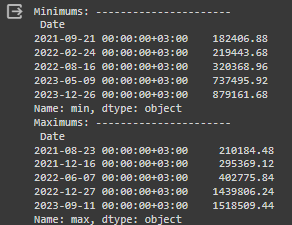 Minimums: ----------------------
Date
2021-09-21 00:00:00+03:00 182406.88
2022-02-24 00:00:00+03:00 219443.68
2022-08-16 00:00:00+03:00 320368.96
2023-05-09 00:00:00+03:00 737495.92
2023-12-26 00:00:00+03:00 879161.68
Name: min, dtype: object
Maximums: ----------------------
Date
2021-08-23 00:00:00+03:00 210184.48
2021-12-16 00:00:00+03:00 295369.12
2022-06-07 00:00:00+03:00 402775.84
2022-12-27 00:00:00+03:00 1439806.24
2023-09-11 00:00:00+03:00 1518509.44
Name: max, dtype: object